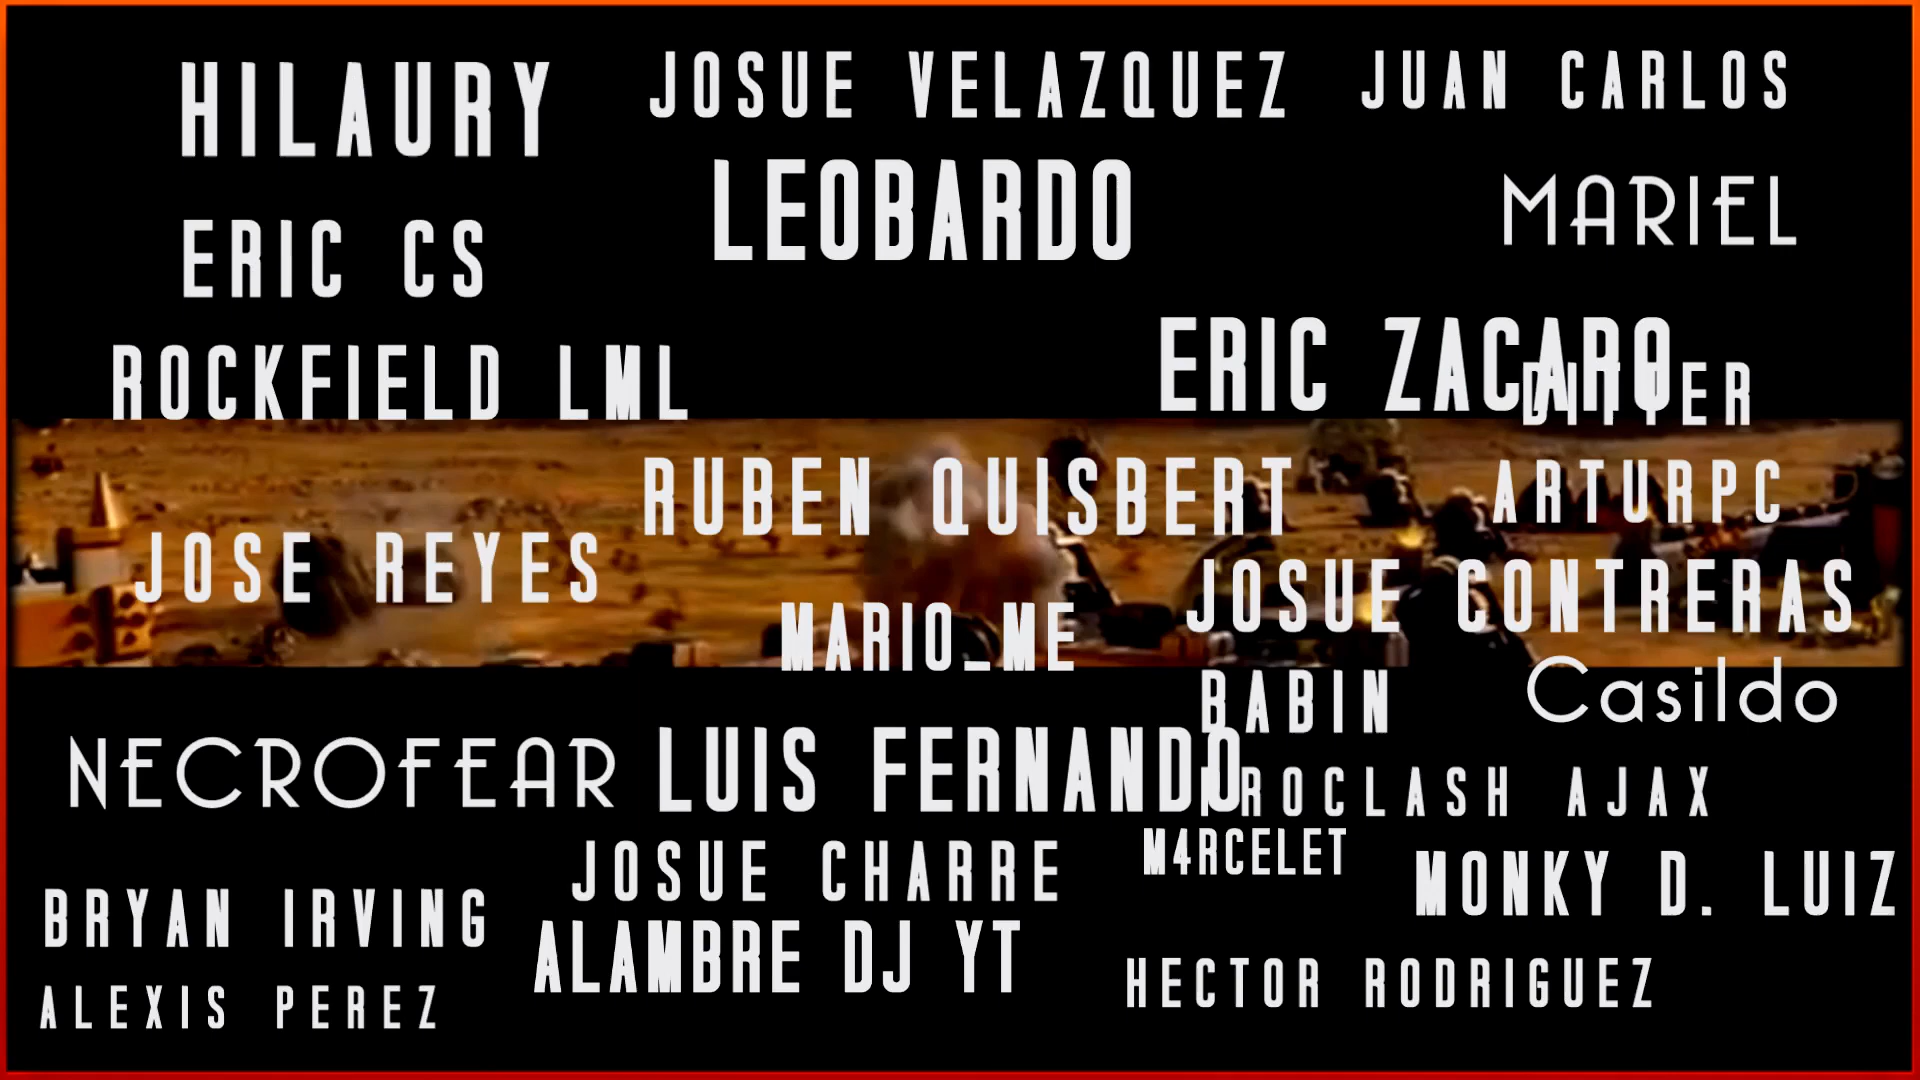 HILAURY
JOSUE VELAZQUEZ
JUAN CARLOS
LEOBARDO
MARIEL
ERIC CS
ERIC ZACARO
ROCKFIELD LML
RUBEN QUISBERT
ARTURPC
JOSE REYES
JOSUE CONTRERAS
MARIO_ME
BABIN
Casildo
NECROFEAR
LUIS FERNANDO
AJAX
M4RCELET
JOSUE CHARRE
MONKY D. LUIZ
BRYAN IRVING
ALAMBRE DJ YT
HECTOR RODRIGUEZ
ALEXIS PEREZ